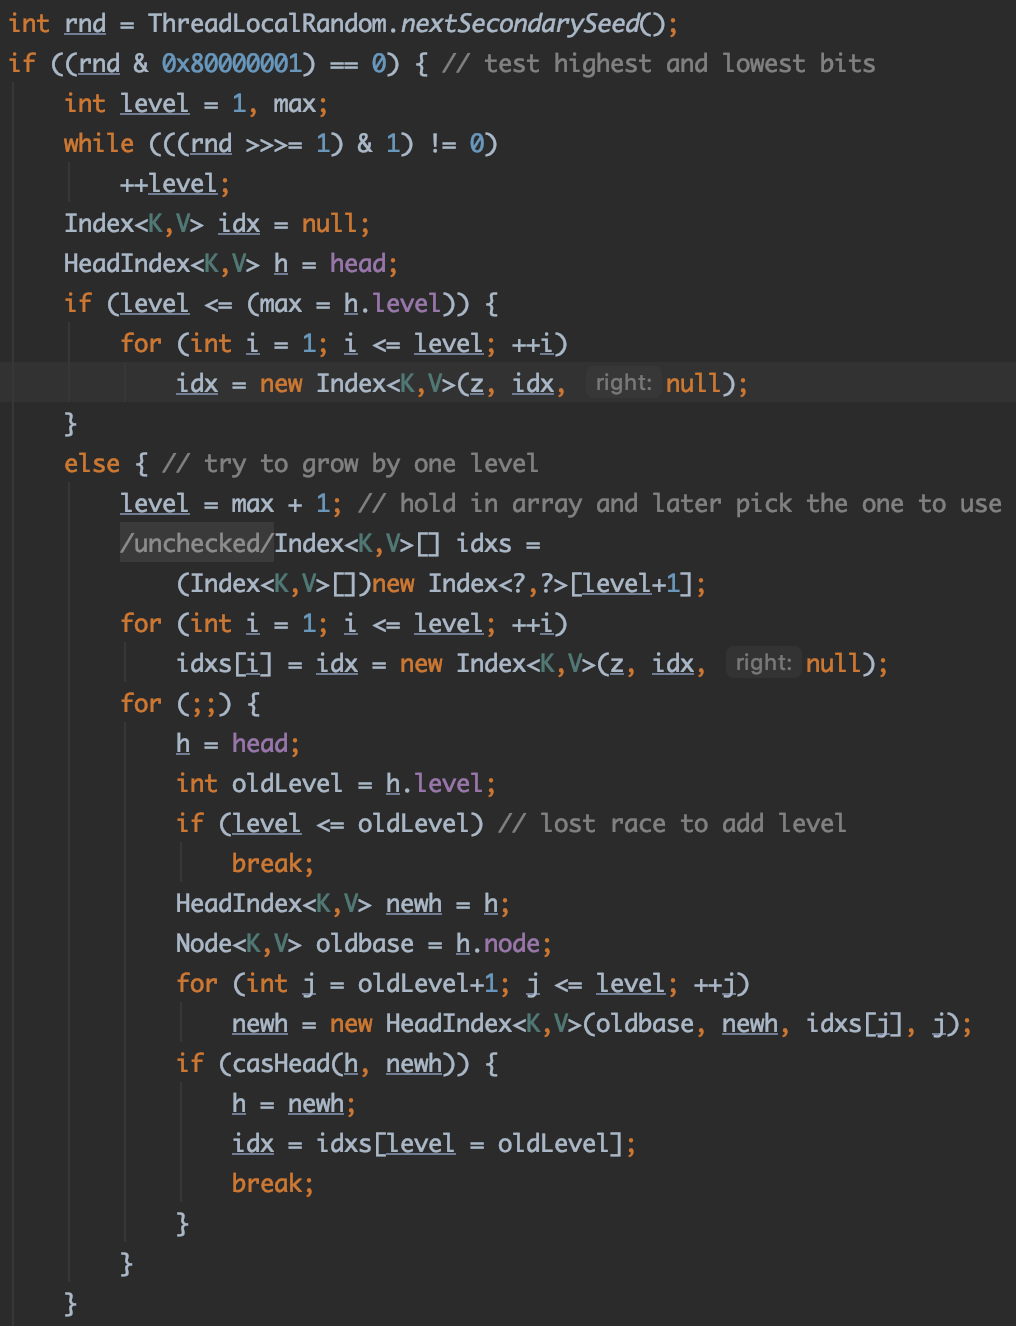 int rnd = ThreadLocalRandom.nextSecondarySeed();
if ((rnd & 0x80000001) == 0) { // test highest and lowest bits
    int level = 1, max;
    while (((rnd >>>= 1) & 1) != 0)
        ++level;
    Index<K,V> idx = null;
    HeadIndex<K,V> h = head;
    if (level <= (max = h.level)) {
        for (int i = 1; i <= level; ++i)
            idx = new Index<K,V>(z, idx, right: null);
    }
    else { // try to grow by one level
        level = max + 1; // hold in array and later pick the one to use
        /unchecked/Index<K,V>[] idxs =
            (Index<K,V>[])new Index<?,?>[level+1];
        for (int i = 1; i <= level; ++i)
            idxs[i] = idx = new Index<K,V>(z, idx, right: null);
        for (;;) {
            h = head;
            int oldLevel = h.level;
            if (level <= oldLevel) // lost race to add level
                break;
            HeadIndex<K,V> newh = h;
            Node<K,V> oldbase = h.node;
            for (int j = oldLevel+1; j <= level; ++j)
                newh = new HeadIndex<K,V>(oldbase, newh, idxs[j], j);
            if (casHead(h, newh)) {
                h = newh;
                idx = idxs[level = oldLevel];
                break;
            }
        }
    }